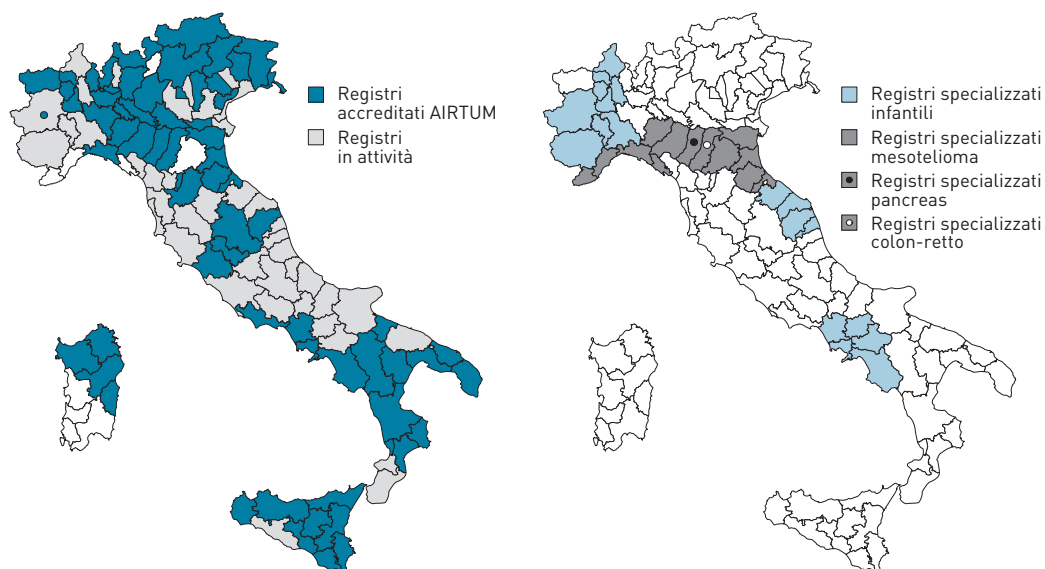 Registri
accreditati AIRTUM
Registri
in attività
Registri specializzati
infantili
Registri specializzati
mesotelioma
Registri specializzati
pancreas
Registri specializzati
colon-retto